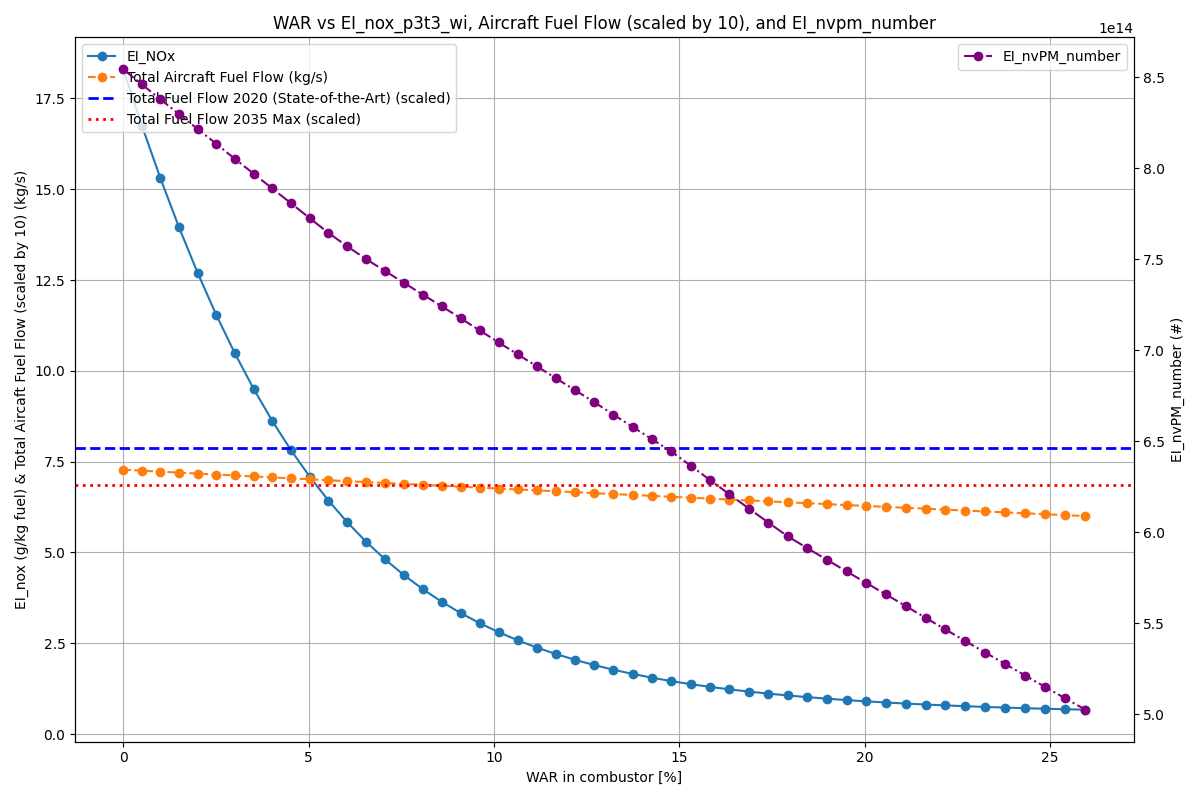 WAR vs EI_nox_p3t3_wi, Aircraft Fuel Flow (scaled by 10), and EI_nvpm_number
1e14
EI_NOx
Total Aircraft Fuel Flow (kg/s)
Total Fuel Flow 2020 (State-of-the-Art) (scaled)
Total Fuel Flow 2035 Max (scaled)
EI_nvPM_number
17.5
15.0
12.5
10.0
7.5
5.0
2.5
0.0
EI_nox (g/kg fuel) & Total Aircaft Fuel Flow (scaled by 10) (kg/s)
8.5
8.0
7.5
7.0
6.5
6.0
5.5
5.0
EI_nvPM_number (#)
0
5
10
15
20
25
WAR in combustor [%]